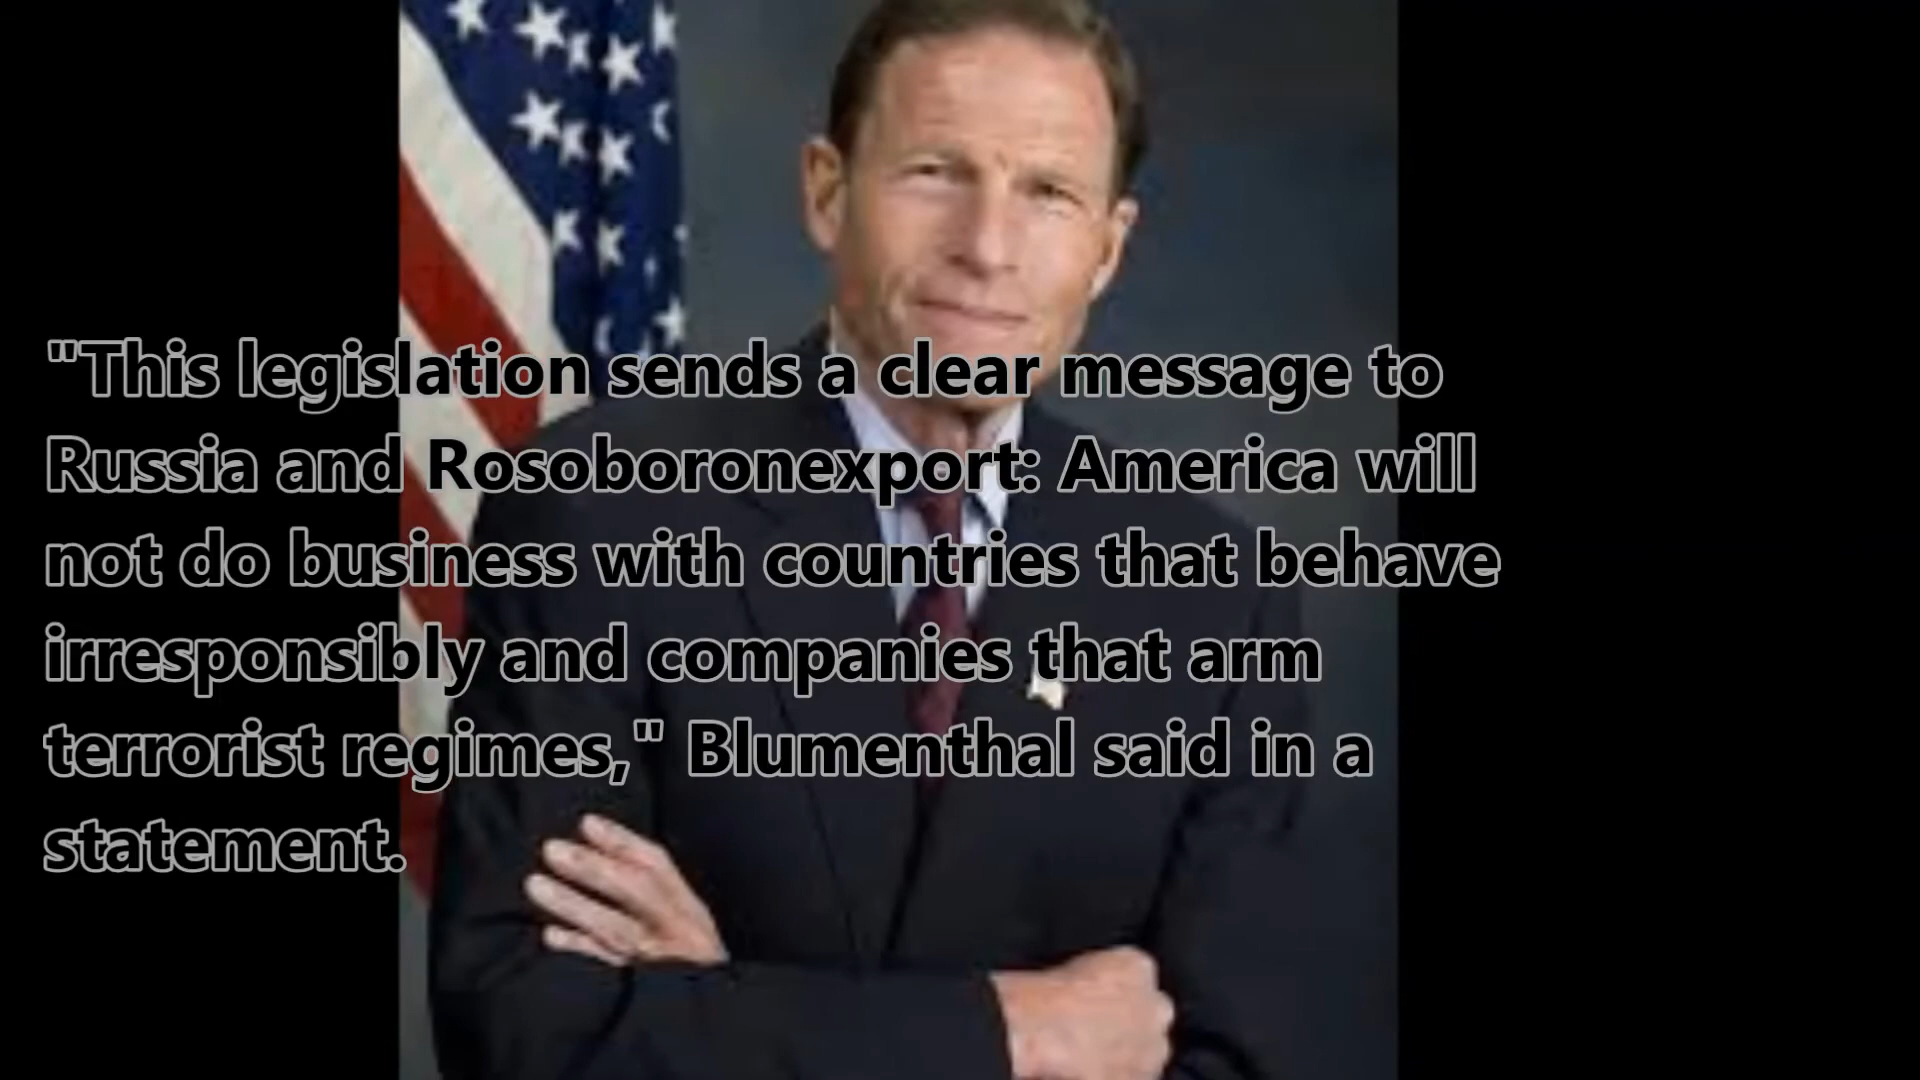 "This legislation sends a clear message to
Russia and Rosoboronexport: America will
not do business with countries that behave
irresponsibly and companies that arm
terrorist regimes," Blumenthal said in a
statement.